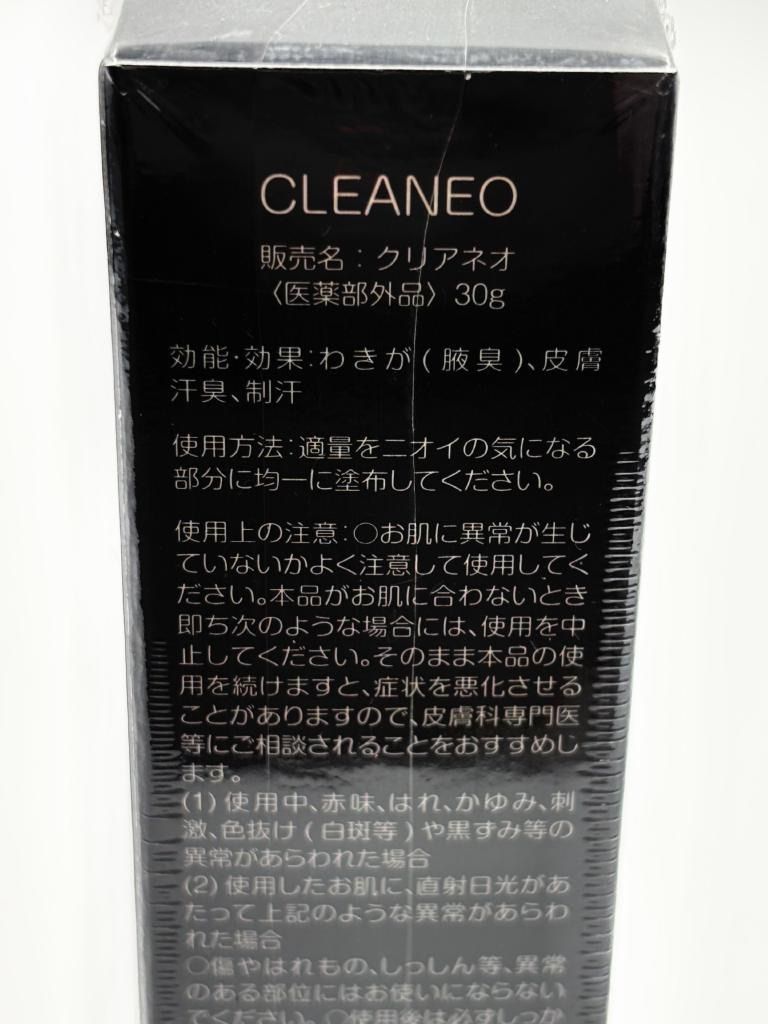 CLEANEO
販売名：クリアネオ
〈医薬部外品〉30g
効能・効果：わきが(腋臭)、皮膚
汗臭、制汗
使用方法：適量をニオイの気になる
部分に均一に塗布してください。
使用上の注意：○お肌に異常が生じ
ていないかよく注意して使用してく
ださい。本品がお肌に合わないとき
即ち次のような場合には、使用を中
止してください。そのまま本品の使
用を続けますと、症状を悪化させる
ことがありますので、皮膚科専門医
等にご相談されることをおすすめし
ます。
(1)使用中、赤味、はれ、かゆみ、刺
激、色抜け(白斑等)や黒ずみ等の
異常があらわれた場合
(2)使用したお肌に、直射日光があ
たって上記のような異常があらわ
れた場合
○傷やはれもの、しっしん等、異常
のある部位にはお使いにならない
でください。○使用後は必ずしっか